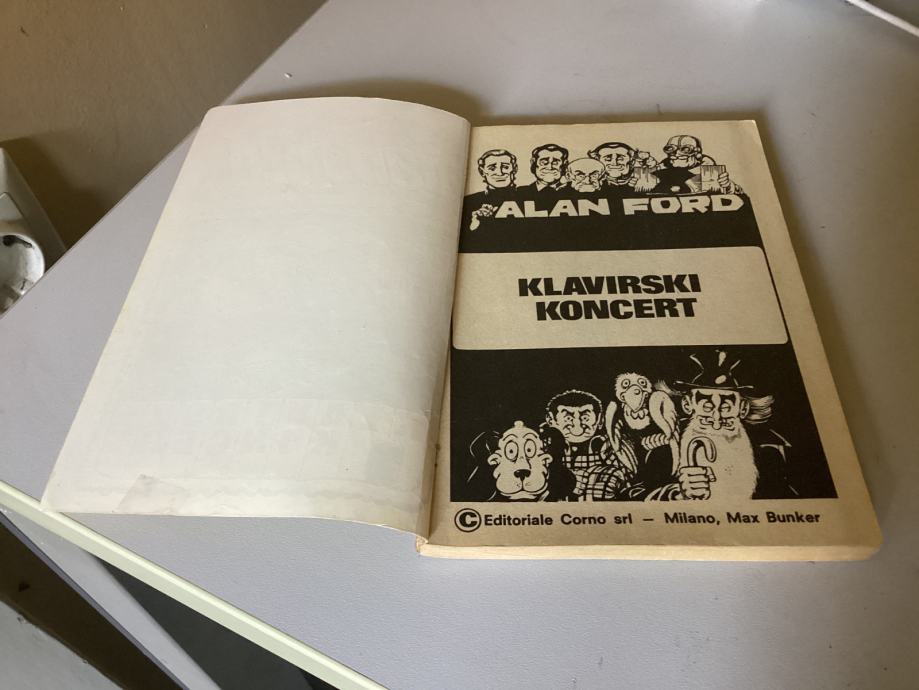 ALAN FORD
KLAVIRSKI
KONCERT
© Editoriale Corno srl – Milano, Max Bunker